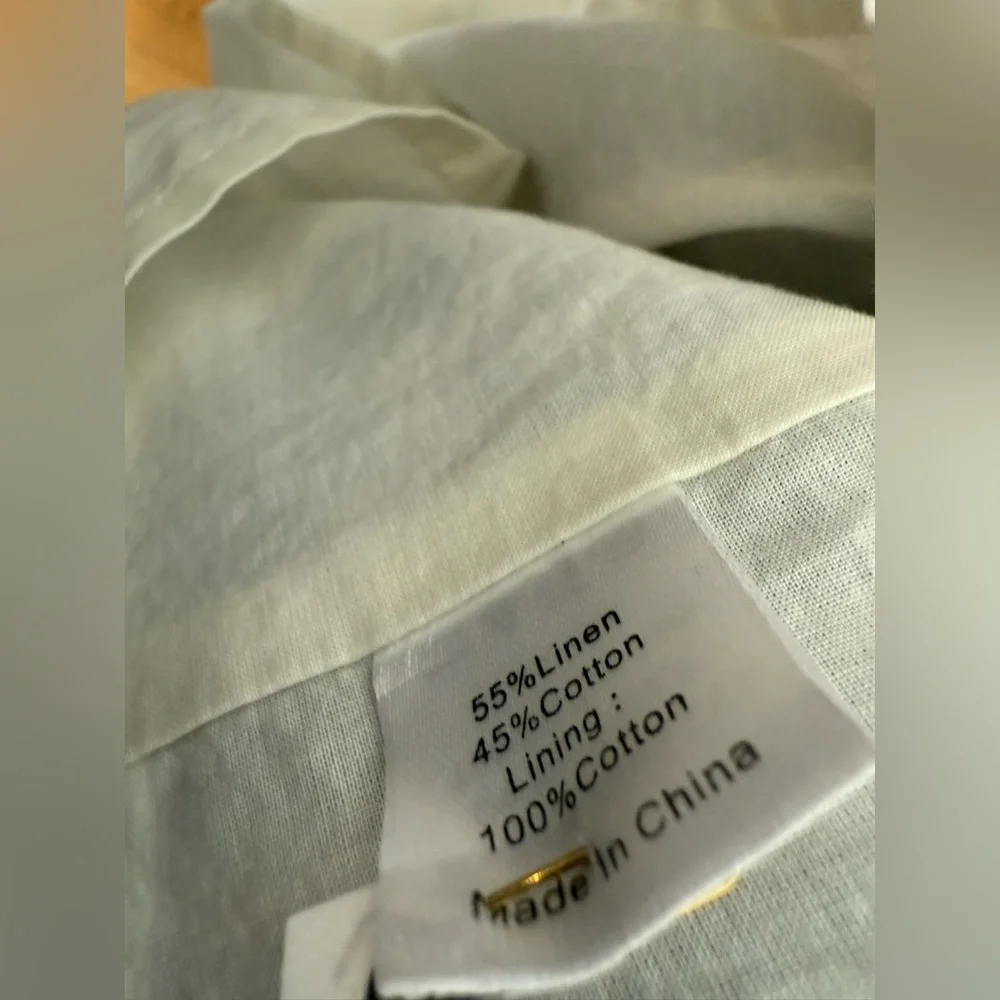 55%Linen
45%Cotton
Lining :
100%Cotton
Made In China